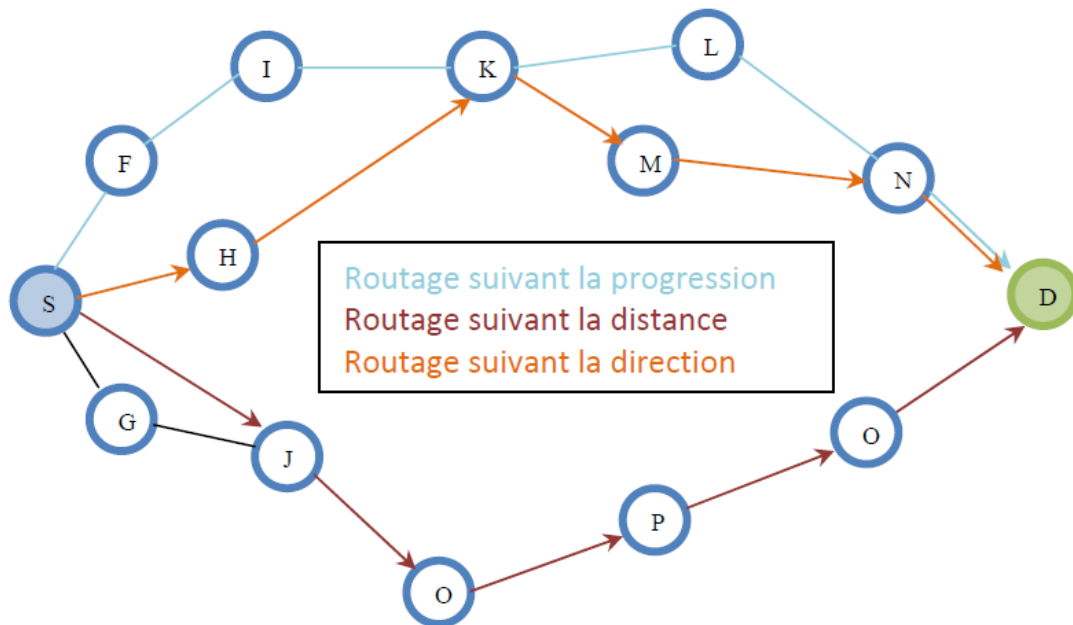 L
I
K
F
M
N
H
Routage suivant la progression
Routage suivant la distance
Routage suivant la direction
S
D
G
J
O
P
O